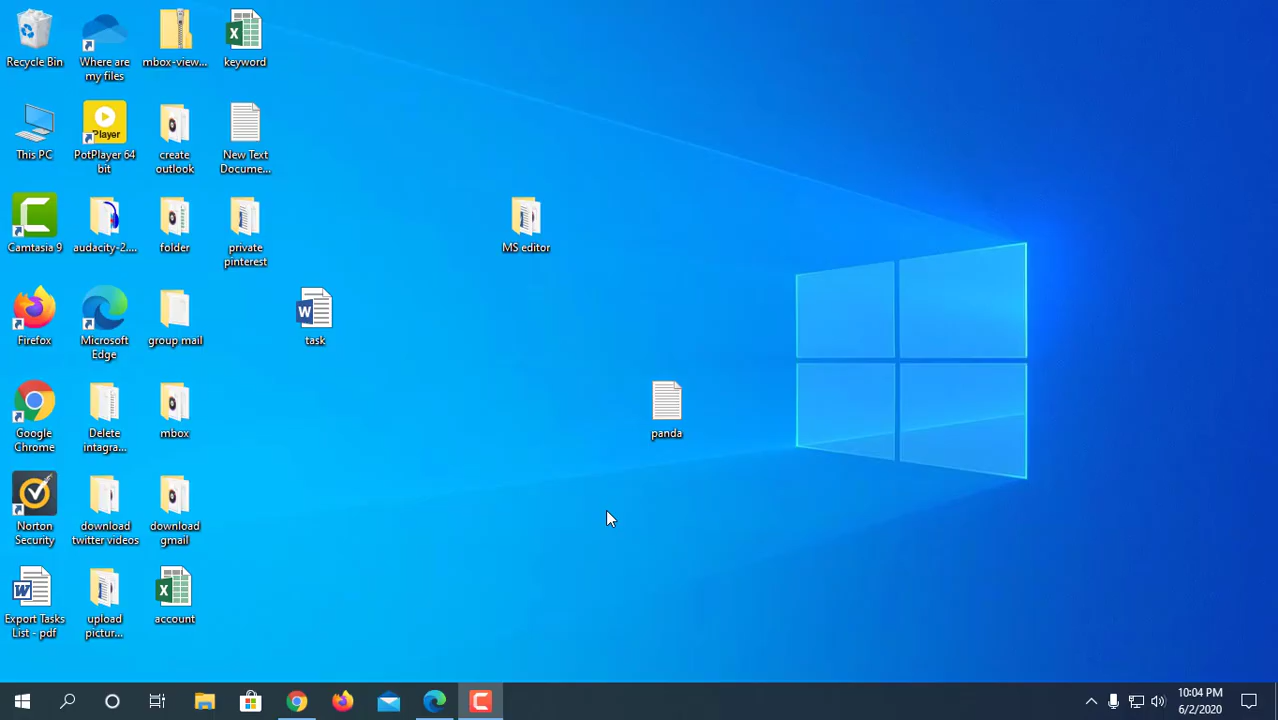 Recycle Bin
Where are
my files
mbox-view...
keyword
This PC
Player
PotPlayer 64
bit
create
outlook
New Text
Docume...
Camtasia 9
audacity-2....
folder
private
pinterest
MS editor
Firefox
Microsoft
Edge
group mail
task
Google
Chrome
Delete
intagra...
mbox
panda
Norton
Security
download
twitter videos
download
gmail
Export Tasks
List - pdf
upload
pictur...
account
10:04 PM
6/2/2020